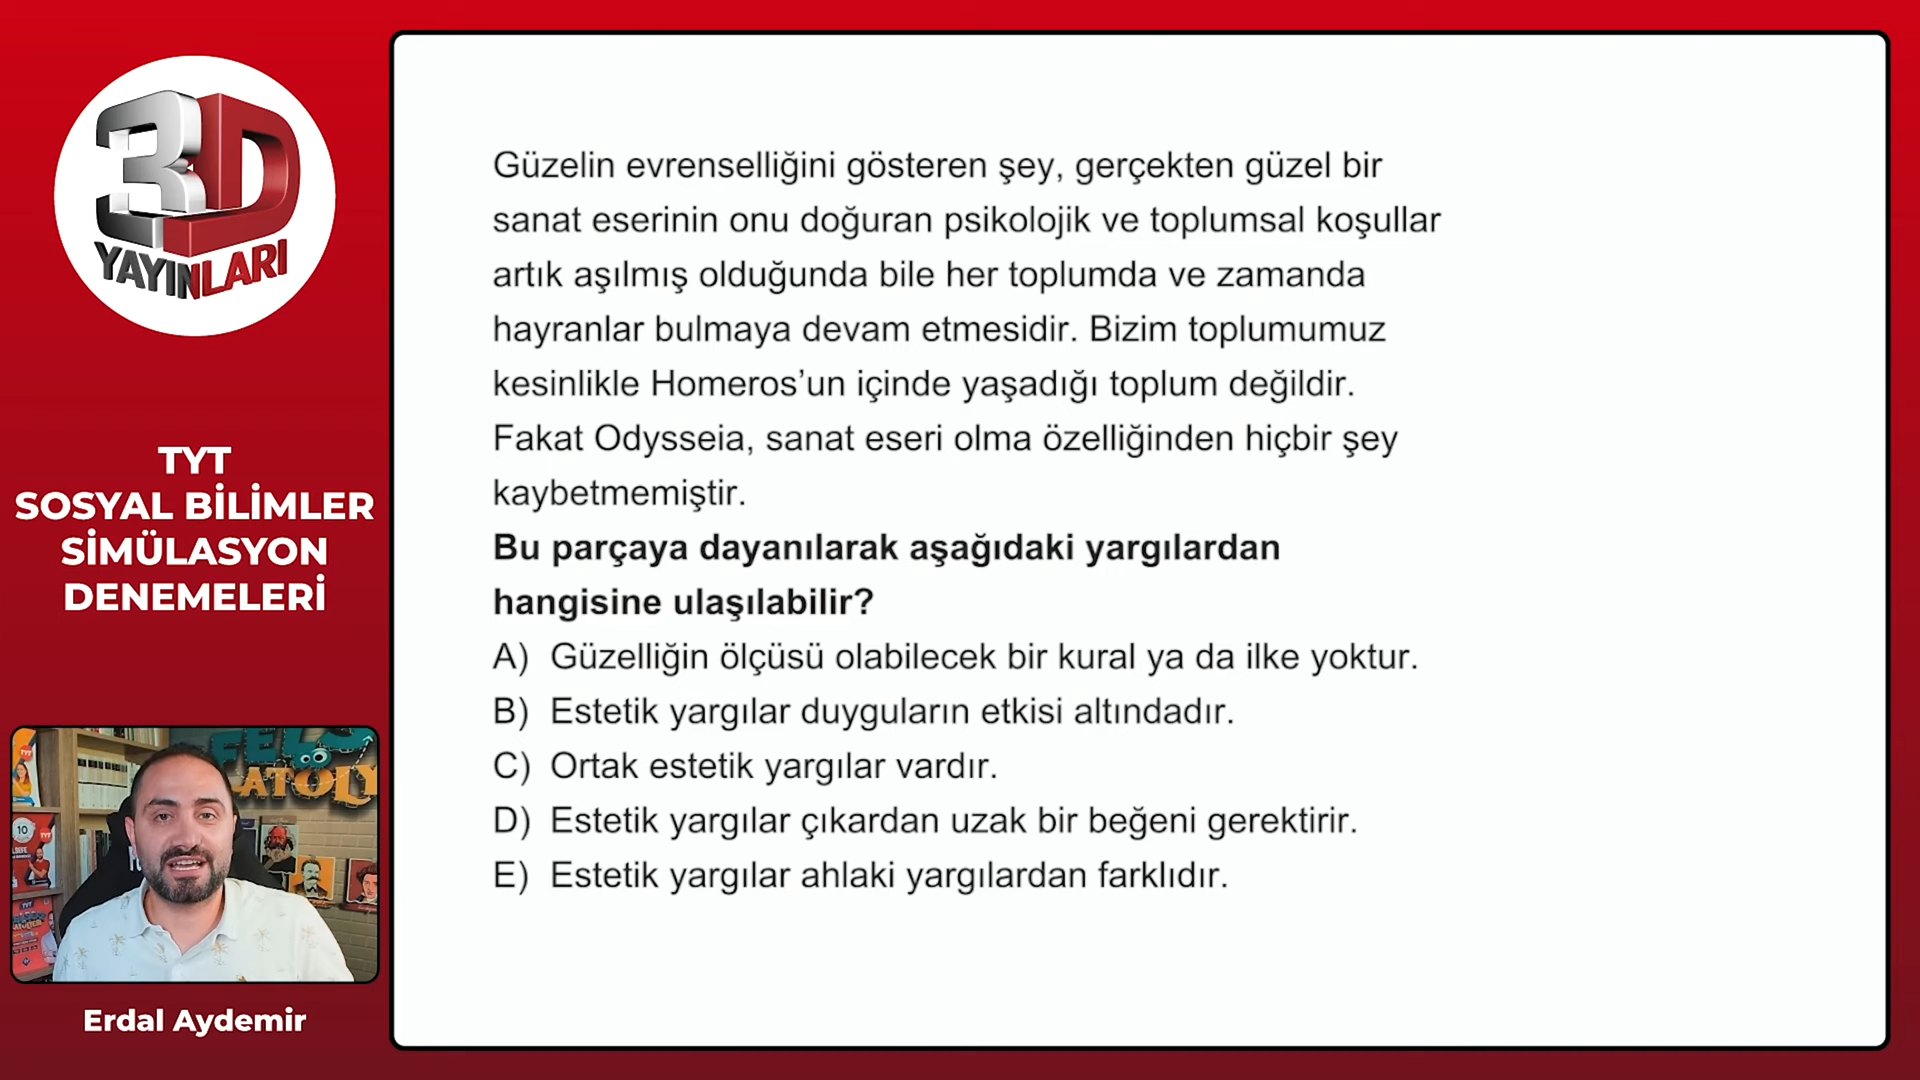 3D
YAYINLARI
TYT
SOSYAL BİLİMLER
SİMÜLASYON
DENEMELERİ
Erdal Aydemir
Güzelin evrenselliğini gösteren şey, gerçekten güzel bir
sanat eserinin onu doğuran psikolojik ve toplumsal koşullar
artık aşılmış olduğunda bile her toplumda ve zamanda
hayranlar bulmaya devam etmesidir. Bizim toplumumuz
kesinlikle Homeros’un içinde yaşadığı toplum değildir.
Fakat Odysseia, sanat eseri olma özelliğinden hiçbir şey
kaybetmemiştir.
Bu parçaya dayanılarak aşağıdaki yargılardan
hangisine ulaşılabilir?
A) Güzelliğin ölçüsü olabilecek bir kural ya da ilke yoktur.
B) Estetik yargılar duyguların etkisi altındadır.
C) Ortak estetik yargılar vardır.
D) Estetik yargılar çıkardan uzak bir beğeni gerektirir.
E) Estetik yargılar ahlaki yargılardan farklıdır.